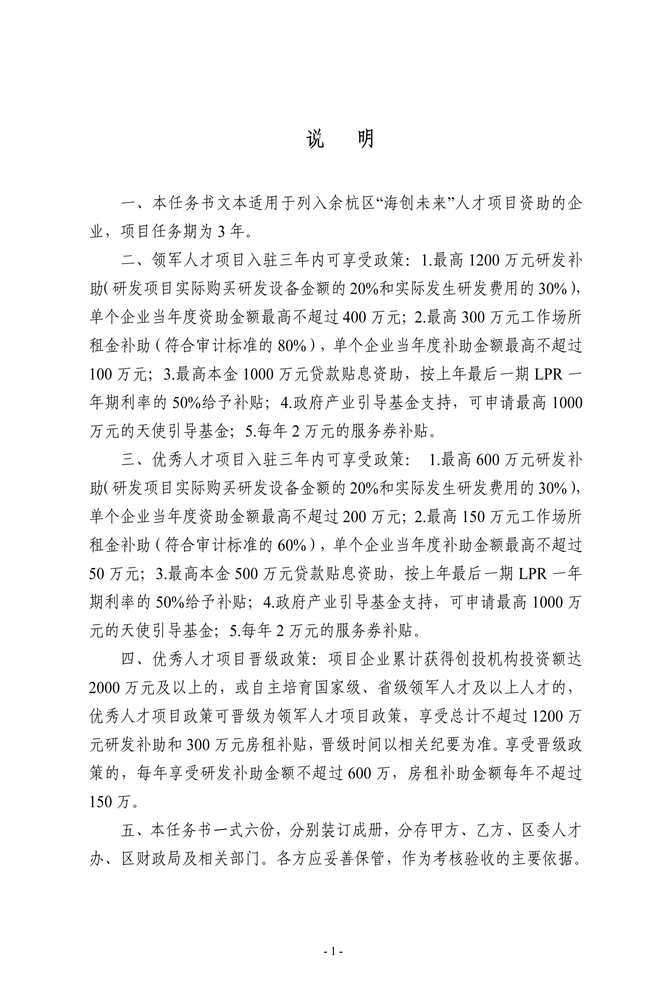 说 明
一、本任务书文本适用于列入余杭区“海创未来”人才项目资助的企
业，项目任务期为 3 年。
二、领军人才项目入驻三年内可享受政策：1.最高 1200 万元研发补
助（研发项目实际购买研发设备金额的 20%和实际发生研发费用的 30%），
单个企业当年度资助金额最高不超过 400 万元；2.最高 300 万元工作场所
租金补助（符合审计标准的 80%），单个企业当年度补助金额最高不超过
100 万元；3.最高本金 1000 万元贷款贴息资助，按上年最后一期 LPR 一
年期利率的 50%给予补贴；4.政府产业引导基金支持，可申请最高 1000
万元的天使引导基金；5.每年 2 万元的服务券补贴。
三、优秀人才项目入驻三年内可享受政策： 1.最高 600 万元研发补
助（研发项目实际购买研发设备金额的 20%和实际发生研发费用的 30%），
单个企业当年度资助金额最高不超过 200 万元；2.最高 150 万元工作场所
租金补助（符合审计标准的 60%），单个企业当年度补助金额最高不超过
50 万元；3.最高本金 500 万元贷款贴息资助，按上年最后一期 LPR 一年
期利率的 50%给予补贴；4.政府产业引导基金支持，可申请最高 1000 万
元的天使引导基金；5.每年 2 万元的服务券补贴。
四、优秀人才项目晋级政策：项目企业累计获得创投机构投资额达
2000 万元及以上的，或自主培育国家级、省级领军人才及以上人才的，
优秀人才项目政策可晋级为领军人才项目政策，享受总计不超过 1200 万
元研发补助和 300 万元房租补贴，晋级时间以相关纪要为准。享受晋级政
策的，每年享受研发补助金额不超过 600 万，房租补助金额每年不超过
150 万。
五、本任务书一式六份，分别装订成册，分存甲方、乙方、区委人才
办、区财政局及相关部门。各方应妥善保管，作为考核验收的主要依据。
- 1 -